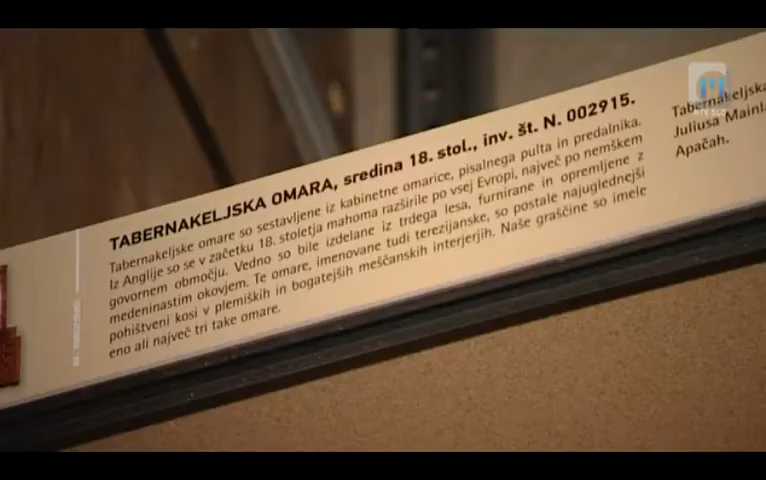 TABERNAKELJSKA OMARA, sredina 18. stol., inv. št. N. 002915.
Tabernakeljske omare so sestavljene iz kabinetne omarice, pisalnega pulta in predalnika.
Iz Anglije so se v začetku 18. stoletja mahoma razširile po vsej Evropi, največ po nemškem
govornem območju. Vedno so bile izdelane iz trdega lesa, furnirane in opremljene z
medeninastim okovjem. Te omare, imenovane tudi terezijanske, so postale najuglednejši
pohištveni kosi v plemiških in bogatejših meščanskih interjerjih. Naše graščine so imele
eno ali največ tri take omare.
Tabernakeljska
Juliusa
Apačah.